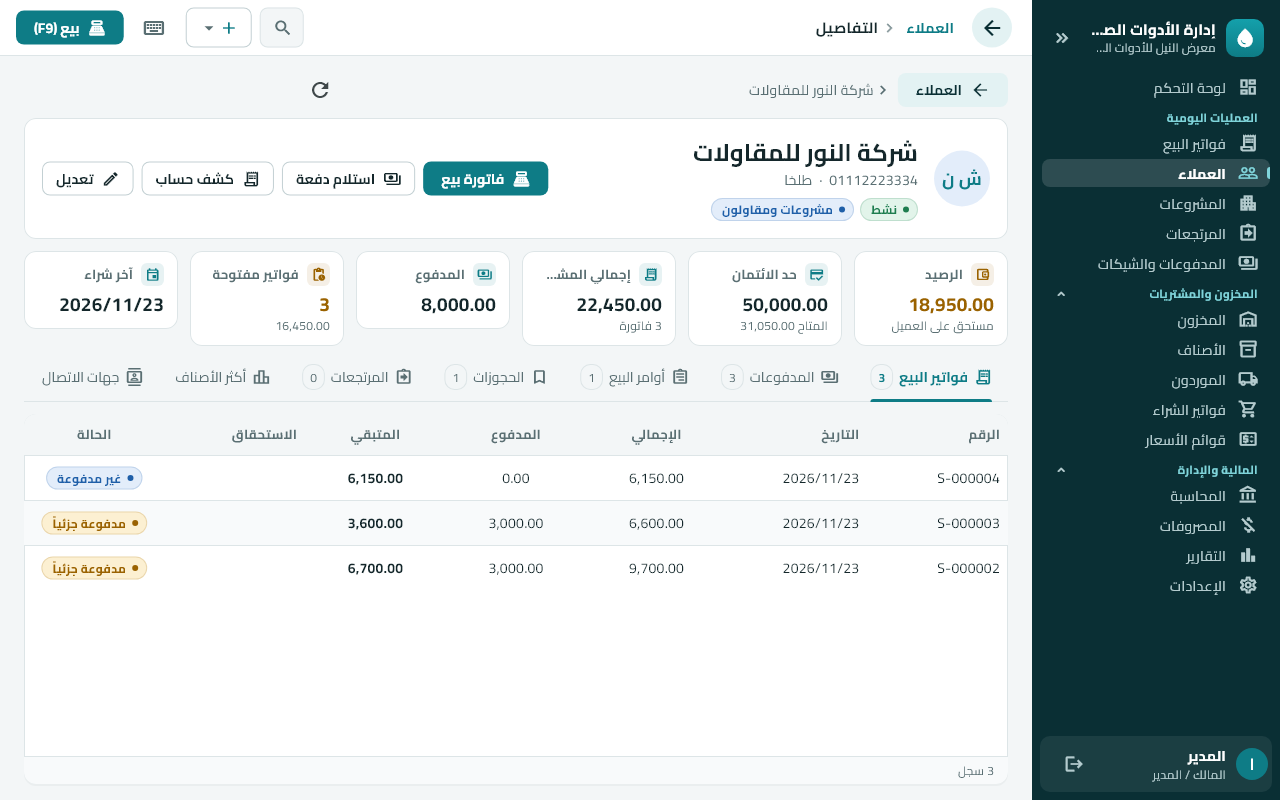 إدارة الأدوات الص...
معرض النيل للأدوات الـ...
لوحة التحكم
العمليات اليومية
فواتير البيع
العملاء
المشروعات
المرتجعات
المدفوعات والشيكات
المخزون والمشتريات
المخزون
الأصناف
الموردون
فواتير الشراء
قوائم الأسعار
المالية والإدارة
المحاسبة
المصروفات
التقارير
الإعدادات
ا
المدير
المالك / المدير
العملاء
التفاصيل
بيع (F9)
العملاء
شركة النور للمقاولات
ش ن
شركة النور للمقاولات
01112223334 · طلخا
نشط
مشروعات ومقاولون
فاتورة بيع
استلام دفعة
كشف حساب
تعديل
الرصيد
18,950.00
مستحق على العميل
حد الائتمان
50,000.00
المتاح 31,050.00
إجمالي المشـ...
22,450.00
3 فاتورة
المدفوع
8,000.00
فواتير مفتوحة
3
16,450.00
آخر شراء
2026/11/23
فواتير البيع 3
المدفوعات 3
أوامر البيع 1
الحجوزات 1
المرتجعات 0
أكثر الأصناف
جهات الاتصال
الرقم التاريخ الإجمالي المدفوع المتبقي الاستحقاق الحالة
S-000004 2026/11/23 6,150.00 0.00 6,150.00 غير مدفوعة
S-000003 2026/11/23 6,600.00 3,000.00 3,600.00 مدفوعة جزئياً
S-000002 2026/11/23 9,700.00 3,000.00 6,700.00 مدفوعة جزئياً
3 سجل